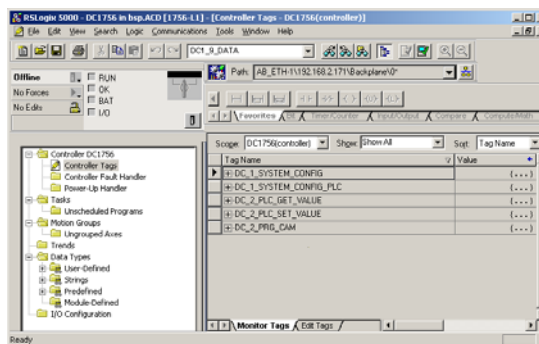 RSLogix 5000 - DC1756 in bsp.ACD [1756-L1] - [Controller Tags - DC1756(controller)]
File Edit View Search Logic Communications Tools Window Help
DC1_9_DATA
Offline
RUN
OK
BAT
I/O
No Forces
No Edits
Path: AB_ETH-1\192.168.2.171\Backplane\0*
Favorites Bit Timer/Counter Input/Output Compare Compute/Math
Scope: DC1756(controller) Show: Show All Sort: Tag Name
Tag Name Value
DC_1_SYSTEM_CONFIG {...}
DC_1_SYSTEM_CONFIG_PLC {...}
DC_2_PLC_GET_VALUE {...}
DC_2_PLC_SET_VALUE {...}
DC_2_PRG_CAM {...}
Controller DC1756
Controller Tags
Controller Fault Handler
Power-Up Handler
Tasks
Unscheduled Programs
Motion Groups
Ungrouped Axes
Trends
Data Types
User-Defined
Strings
Predefined
Module-Defined
I/O Configuration
Monitor Tags Edit Tags
Ready